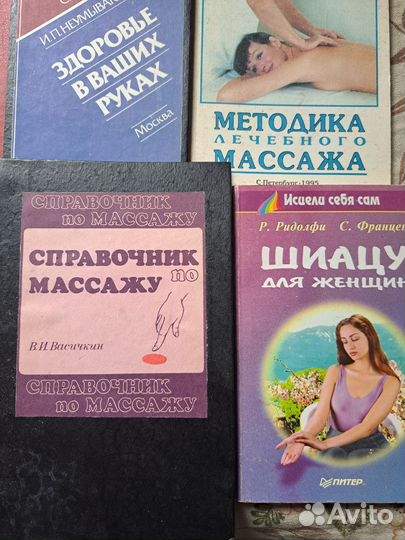 И.П. НЕУМЫВАК
ЗДОРОВЬЕ
В ВАШИХ
РУКАХ
Москва
МЕТОДИКА
ЛЕЧЕБНОГО
МАССАЖА
С.Петербург - 1995
СПРАВОЧНИК
по МАССАЖУ
СПРАВОЧНИК
по
МАССАЖУ
В.И. Васичкин
СПРАВОЧНИК
по МАССАЖУ
Исцели себя сам
Р. Ридолфи С. Францен
ШИАЦУ
ДЛЯ ЖЕНЩИН
ПИТЕР
Avito